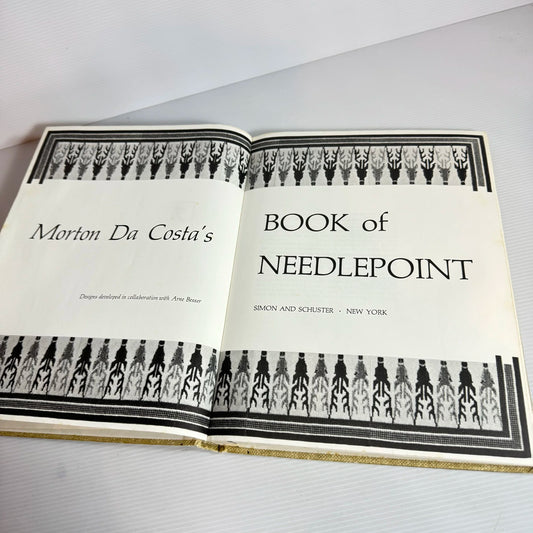 Morton Da Costa's
Designs developed in collaboration with Arne Besser
BOOK of
NEEDLEPOINT
SIMON AND SCHUSTER · NEW YORK